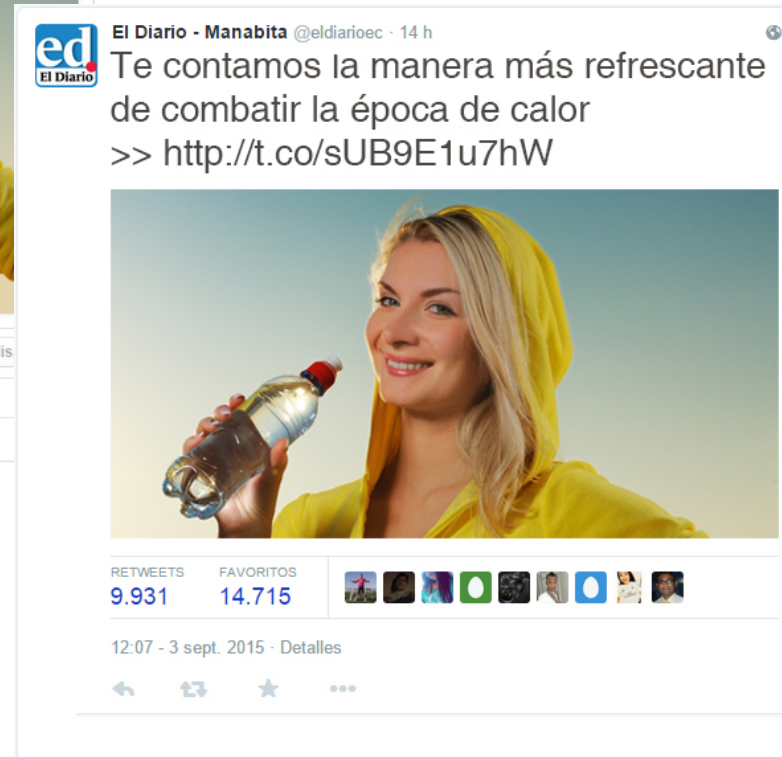 ed
El Diario
El Diario - Manabita @eldiarioec · 14 h
Te contamos la manera más refrescante
de combatir la época de calor
>> http://t.co/sUB9E1u7hW
RETWEETS FAVORITOS
9.931 14.715
12:07 - 3 sept. 2015 · Detalles